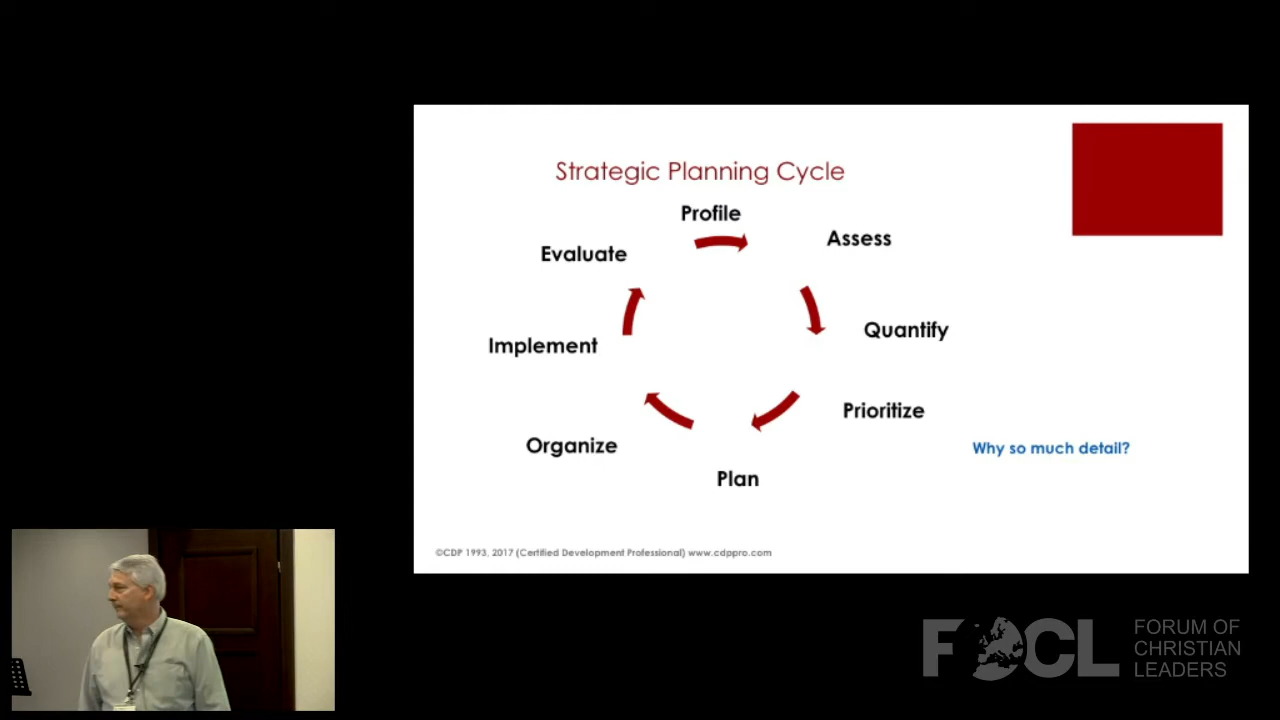 Strategic Planning Cycle
Profile
Assess
Quantify
Prioritize
Plan
Organize
Implement
Evaluate
Why so much detail?
©CDP 1993, 2017 (Certified Development Professional) www.cdppro.com
FOCL
FORUM OF
CHRISTIAN
LEADERS